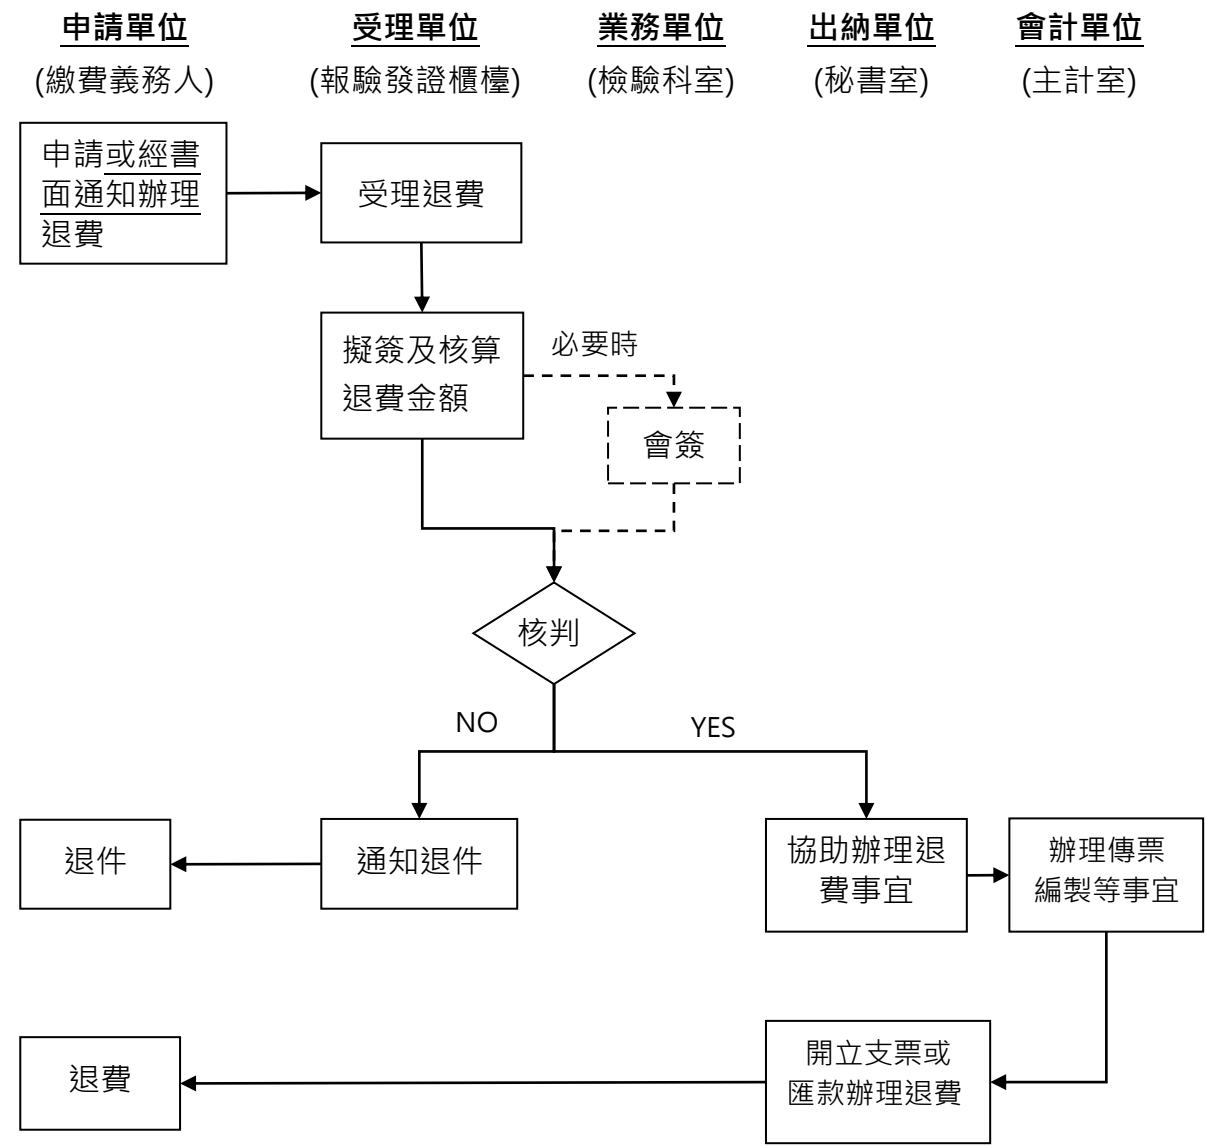 申請單位
受理單位
業務單位
出納單位
會計單位
(繳費義務人)
(報驗發證櫃檯)
(檢驗科室)
(秘書室)
(主計室)
申請或經書
面通知辦理
退費
受理退費
擬簽及核算
退費金額
必要時
會簽
核判
NO
YES
退件
通知退件
協助辦理退
費事宜
辦理傳票
編製等事宜
退費
開立支票或
匯款辦理退費